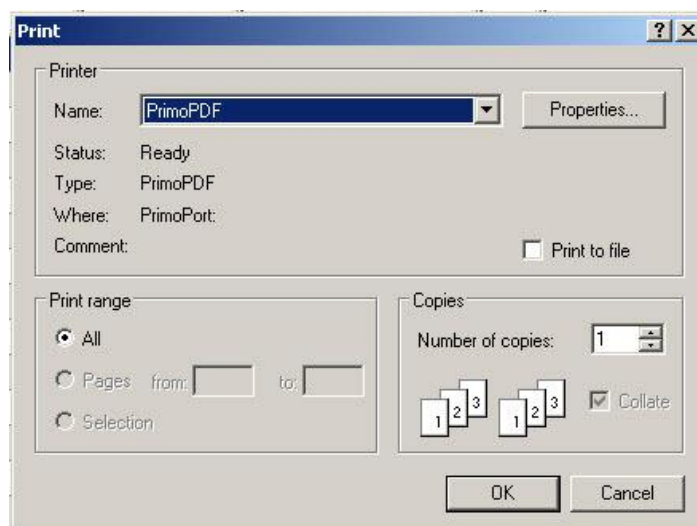 Print
Printer
Name: PrimoPDF Properties...
Status: Ready
Type: PrimoPDF
Where: PrimoPort:
Comment:
Print to file
Print range
All
Pages from: to:
Selection
Copies
Number of copies: 1
1 2 3 1 2 3
Collate
OK Cancel